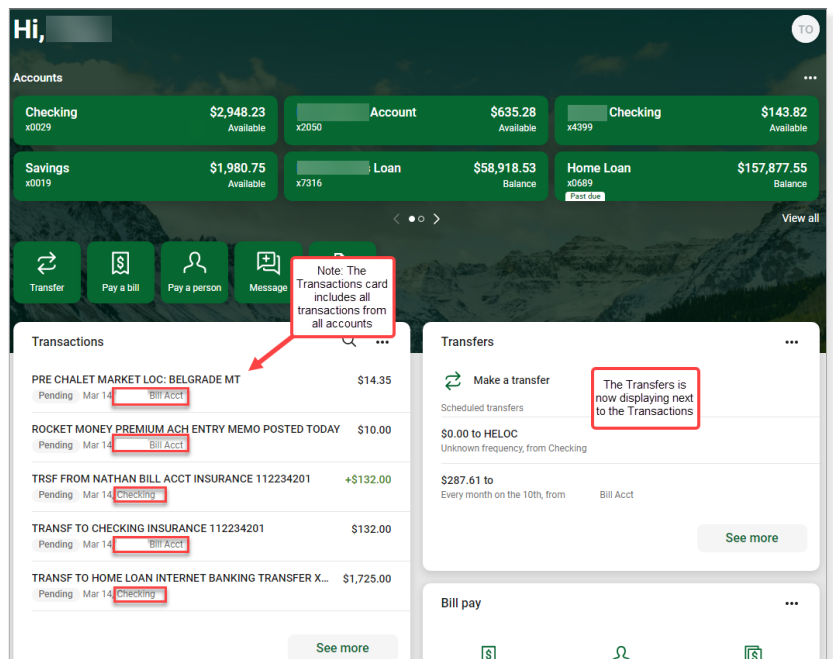 Hi,
TO
Accounts
Checking $2,948.23
x0029 Available
Account $635.28
x2050 Available
Checking $143.82
x4399 Available
Savings $1,980.75
x0019 Available
Loan $58,918.53
x7316 Balance
Home Loan $157,877.55
x0689 Balance
Past due
View all
Transfer
Pay a bill
Pay a person
Message
Note: The
Transactions card
includes all
transactions from
all accounts
Transactions
PRE CHALET MARKET LOC: BELGRADE MT $14.35
Pending Mar 14 Bill Acct
ROCKET MONEY PREMIUM ACH ENTRY MEMO POSTED TODAY $10.00
Pending Mar 14 Bill Acct
TRSF FROM NATHAN BILL ACCT INSURANCE 112234201 +$132.00
Pending Mar 14, Checking
TRANSF TO CHECKING INSURANCE 112234201 $132.00
Pending Mar 14 Bill Acct
TRANSF TO HOME LOAN INTERNET BANKING TRANSFER X... $1,725.00
Pending Mar 14, Checking
See more
Transfers
Make a transfer
The Transfers is
now displaying next
to the Transactions
Scheduled transfers
$0.00 to HELOC
Unknown frequency, from Checking
$287.61 to
Every month on the 10th, from Bill Acct
See more
Bill pay